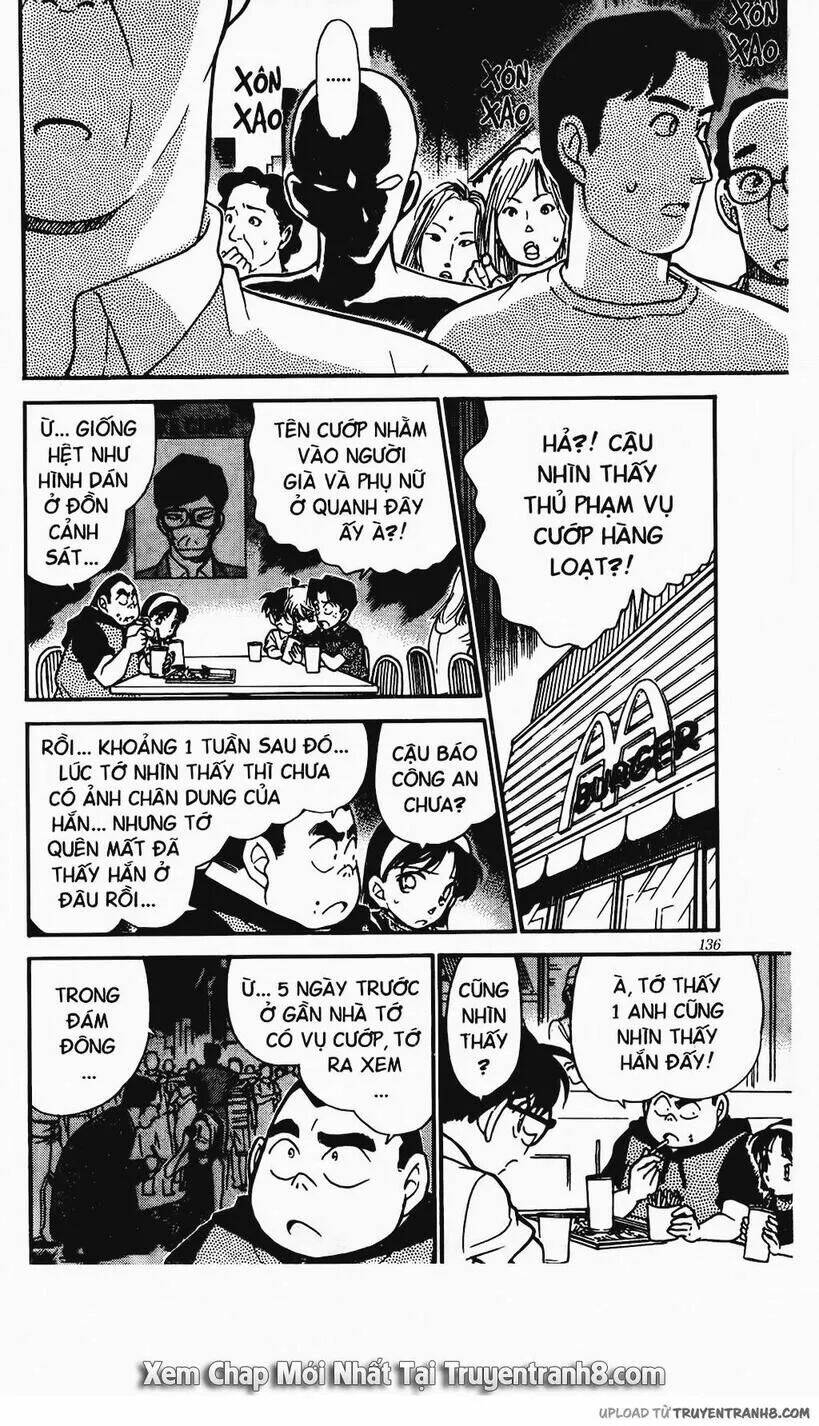 XÔN
XAO
......
XÔN
XAO
XÔN
XAO
HẢ?! CẬU
NHÌN THẤY
THỦ PHẠM VỤ
CƯỚP HÀNG
LOẠT?!
BURGER
TÊN CƯỚP NHẰM
VÀO NGƯỜI
GIÀ VÀ PHỤ NỮ
Ở QUANH ĐÂY
ẤY À?!
Ừ... GIỐNG
HỆT NHƯ
HÌNH DÁN
Ở ĐỒN
CẢNH
SÁT...
CẬU BÁO
CÔNG AN
CHƯA?
RỒI... KHOẢNG 1 TUẦN SAU ĐÓ...
LÚC TỚ NHÌN THẤY THÌ CHƯA
CÓ ẢNH CHÂN DUNG CỦA
HẮN... NHƯNG TỚ
QUÊN MẤT ĐÃ
THẤY HẮN Ở
ĐÂU RỒI...
136
À, TỚ THẤY
1 ANH CŨNG
NHÌN THẤY
HẮN ĐẤY!
CŨNG
NHÌN
THẤY
?
Ừ... 5 NGÀY TRƯỚC
Ở GẦN NHÀ TỚ
CÓ VỤ CƯỚP, TỚ
RA XEM
...
TRONG
ĐÁM
ĐÔNG
...
Xem Chap Mới Nhất Tại Truyentranh8.com
UPLOAD TỪ TRUYENTRANH8.COM